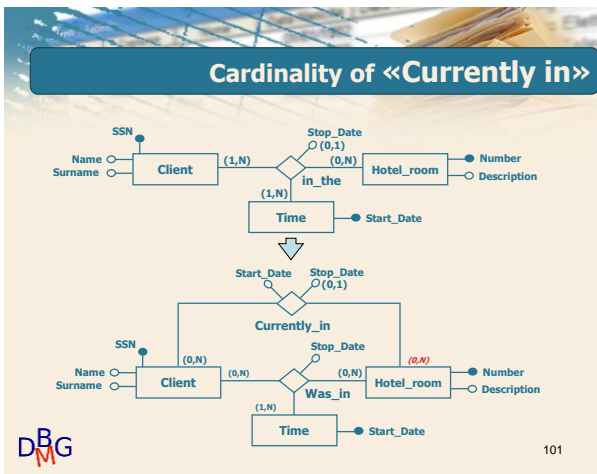 Cardinality of «Currently in»
SSN
Stop_Date
(0,1)
Name
Surname
Client
(1,N)
(0,N)
in_the
Hotel_room
Number
Description
(1,N)
Time
Start_Date
Start_Date
Stop_Date
(0,1)
Currently_in
SSN
(0,N)
Stop_Date
(0,N)
Name
Surname
Client
(0,N)
(0,N)
Was_in
Hotel_room
Number
Description
(1,N)
Time
Start_Date
DBMG
101